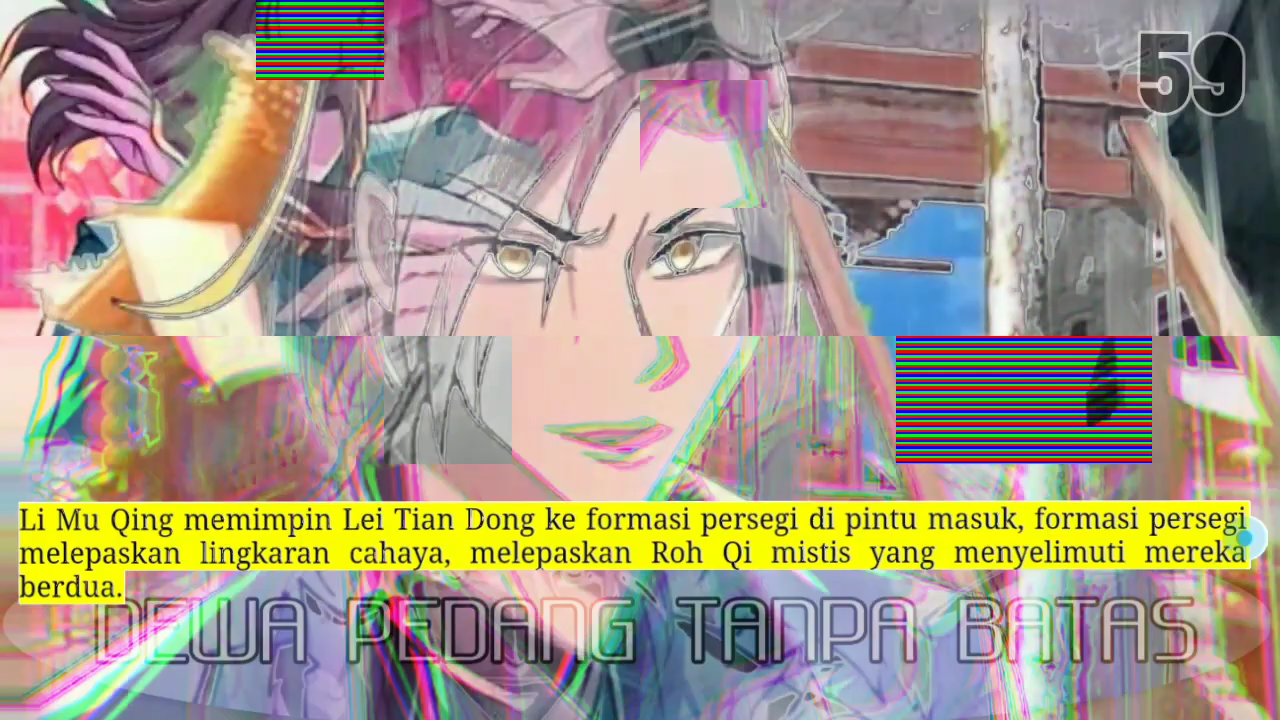 59
Li Mu Qing memimpin Lei Tian Dong ke formasi persegi di pintu masuk, formasi persegi
melepaskan lingkaran cahaya, melepaskan Roh Qi mistis yang menyelimuti mereka
berdua.
DEWA PEDANG TANPA BATAS